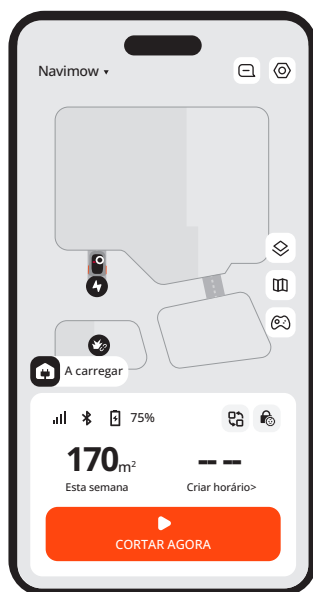 Navimow ▾
A carregar
75%
170m² -- --
Esta semana Criar horário>
CORTAR AGORA